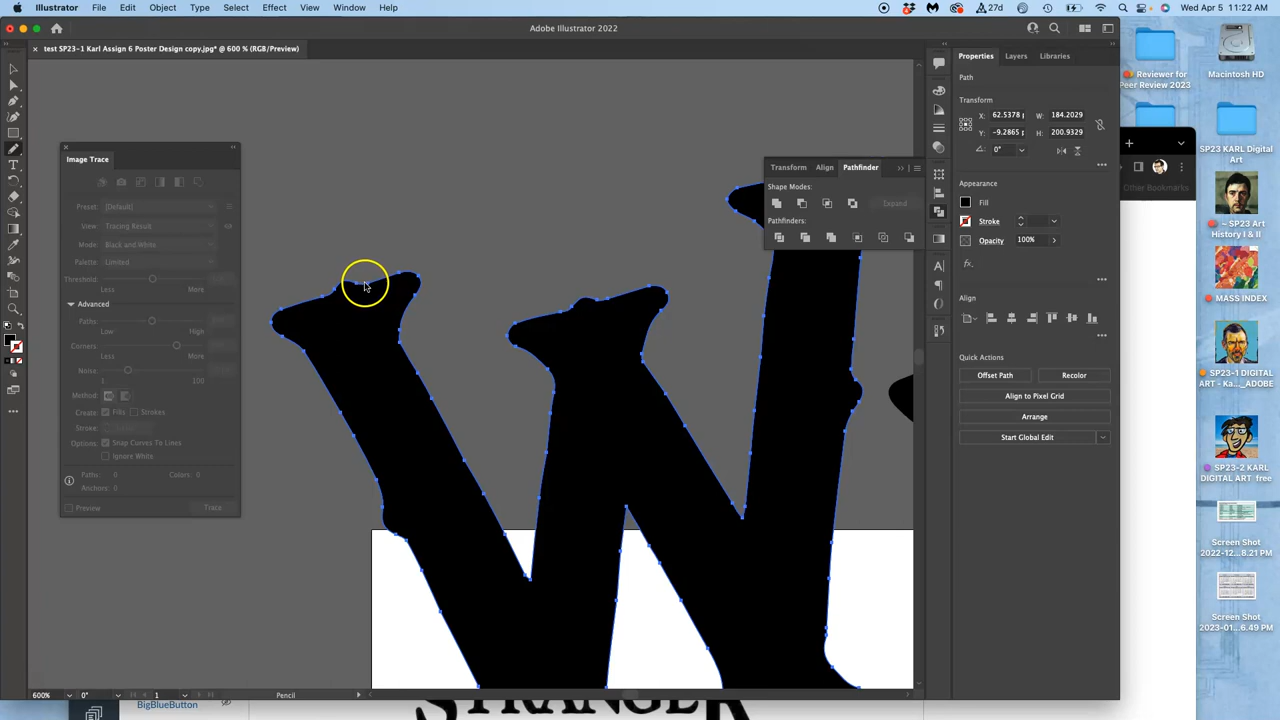 Illustrator File Edit Object Type Select Effect View Window Help
27 Wed Apr 5 11:22 AM
Adobe Illustrator 2022
× test SP23-1 Karl Assign 6 Poster Design copy.jpg* @ 600 % (RGB/Preview)
Image Trace
Preset: [Default]
View: Tracing Result
Mode: Black and White
Palette: Limited
Threshold:
Less More
Advanced
Paths:
Low High
Corners:
Less More
Noise:
1 100
Method:
Create: Fills Strokes
Stroke:
Options: Snap Curves To Lines
Ignore White
Paths: 0 Colors: 0
Anchors: 0
Preview Trace
Transform Align Pathfinder
Shape Modes:
Expand
Pathfinders:
Properties Layers Libraries
Path
Transform
X: 62.5378 p W: 184.2029
Y: -9.2865 p H: 200.9329
0°
Appearance
Fill
Stroke
Opacity 100%
fx.
Align
Quick Actions
Offset Path Recolor
Align to Pixel Grid
Arrange
Start Global Edit
W
600% 0° 1 Pencil
BigBlueButton
STRANGER
Other Bookmarks
Reviewer for
Peer Review 2023
Macintosh HD
SP23 KARL Digital
Art
~ SP23 Art
History I & II
MASS INDEX
SP23-1 DIGITAL
ART - Ka..._ADOBE
SP23-2 KARL
DIGITAL ART free
Screen Shot
2022-12...8.21 PM
Screen Shot
2023-01...6.49 PM